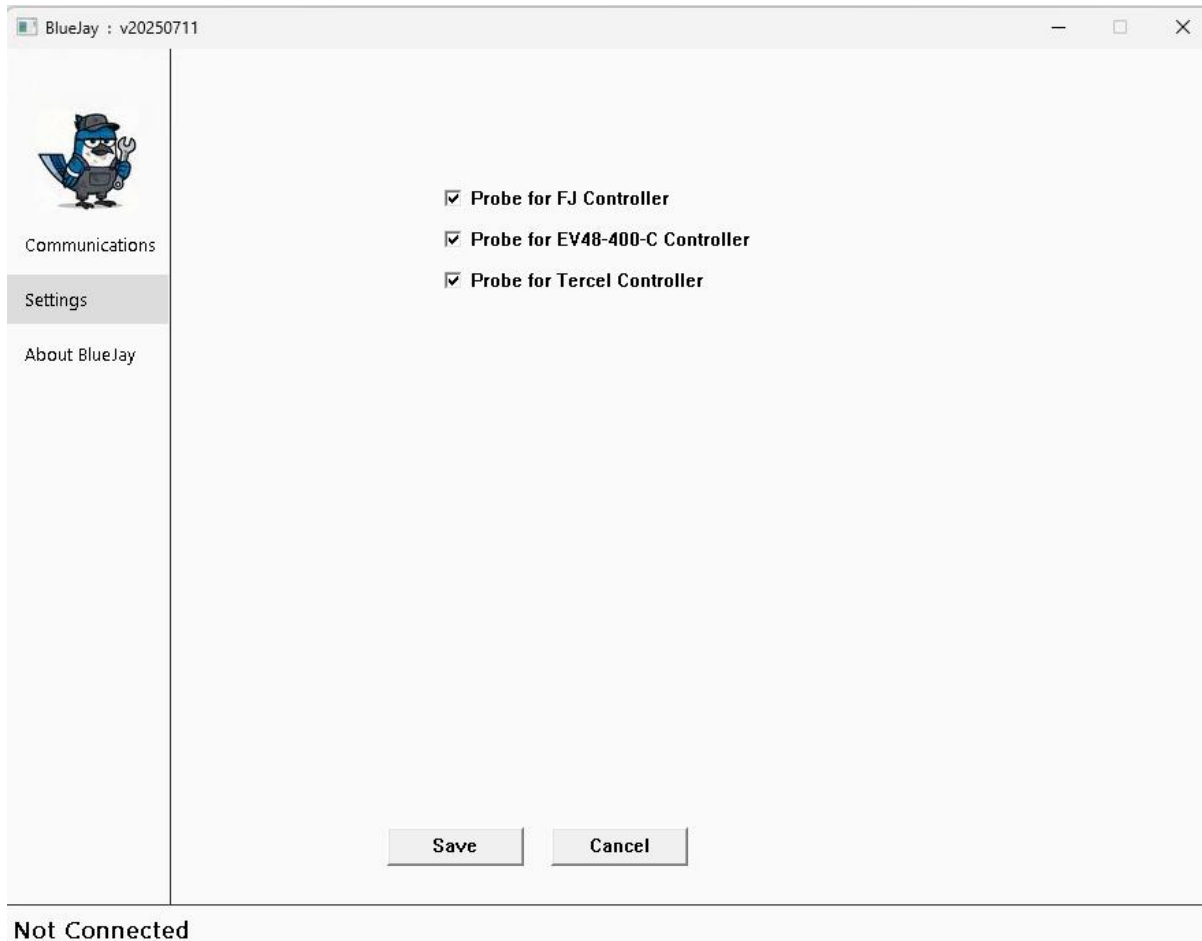 BlueJay : v20250711
Communications
Settings
About BlueJay
Probe for FJ Controller
Probe for EV48-400-C Controller
Probe for Tercel Controller
Save
Cancel
Not Connected